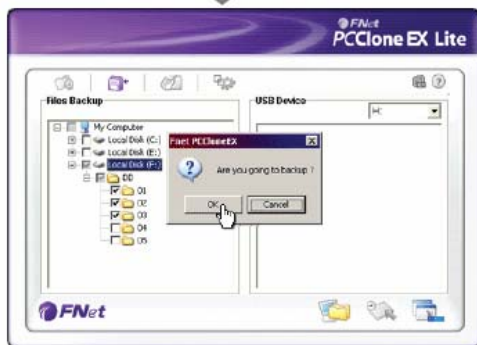 FNet
PCClone EX Lite
Files Backup
USB Device
H:
My Computer
Local Disk (C:)
Local Disk (E:)
Local Disk (F:)
DD
01
02
03
04
05
Fnet PCCloneEX
Are you going to backup ?
OK
Cancel
FNet